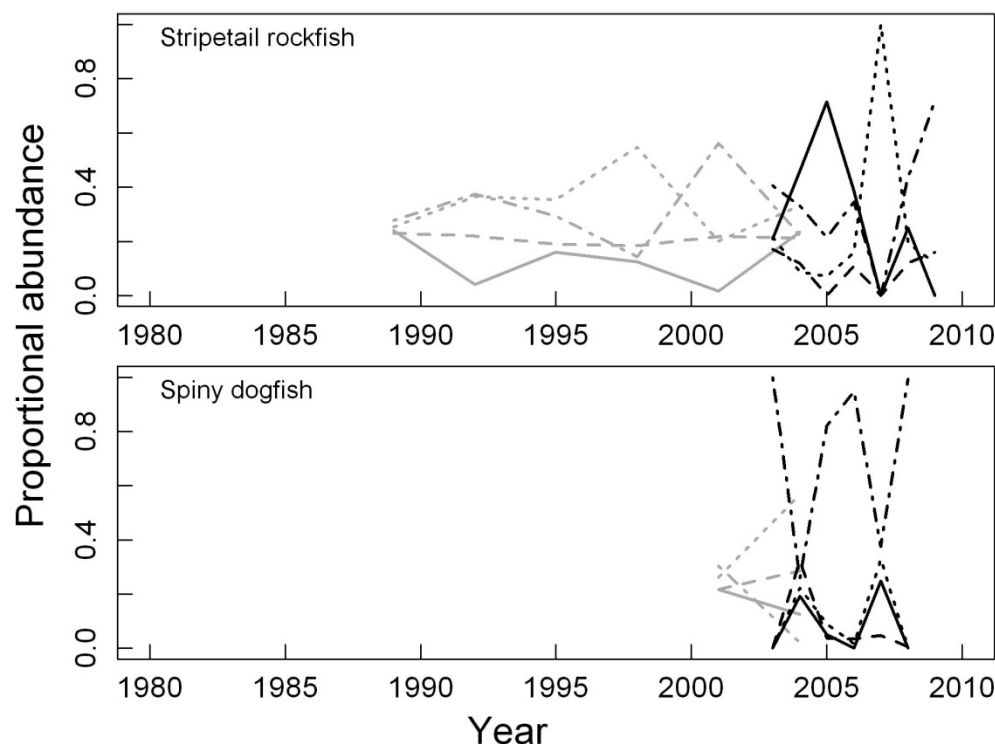 Stripetail rockfish
0.8
0.4
0.0
1980 1985 1990 1995 2000 2005 2010
Spiny dogfish
0.8
0.4
0.0
1980 1985 1990 1995 2000 2005 2010
Proportional abundance
Year